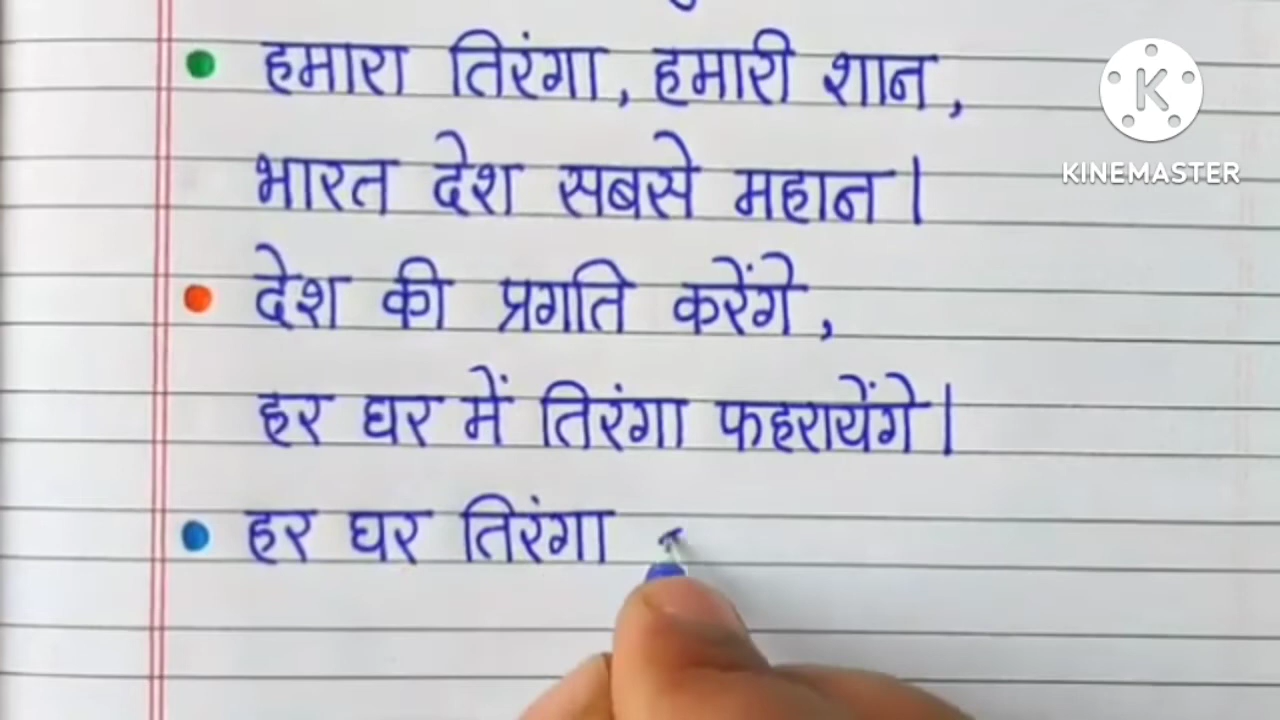 हमारा तिरंगा, हमारी शान,
भारत देश सबसे महान।
देश की प्रगति करेंगे,
हर घर में तिरंगा फहरायेंगे।
हर घर तिरंगा
K
KINEMASTER